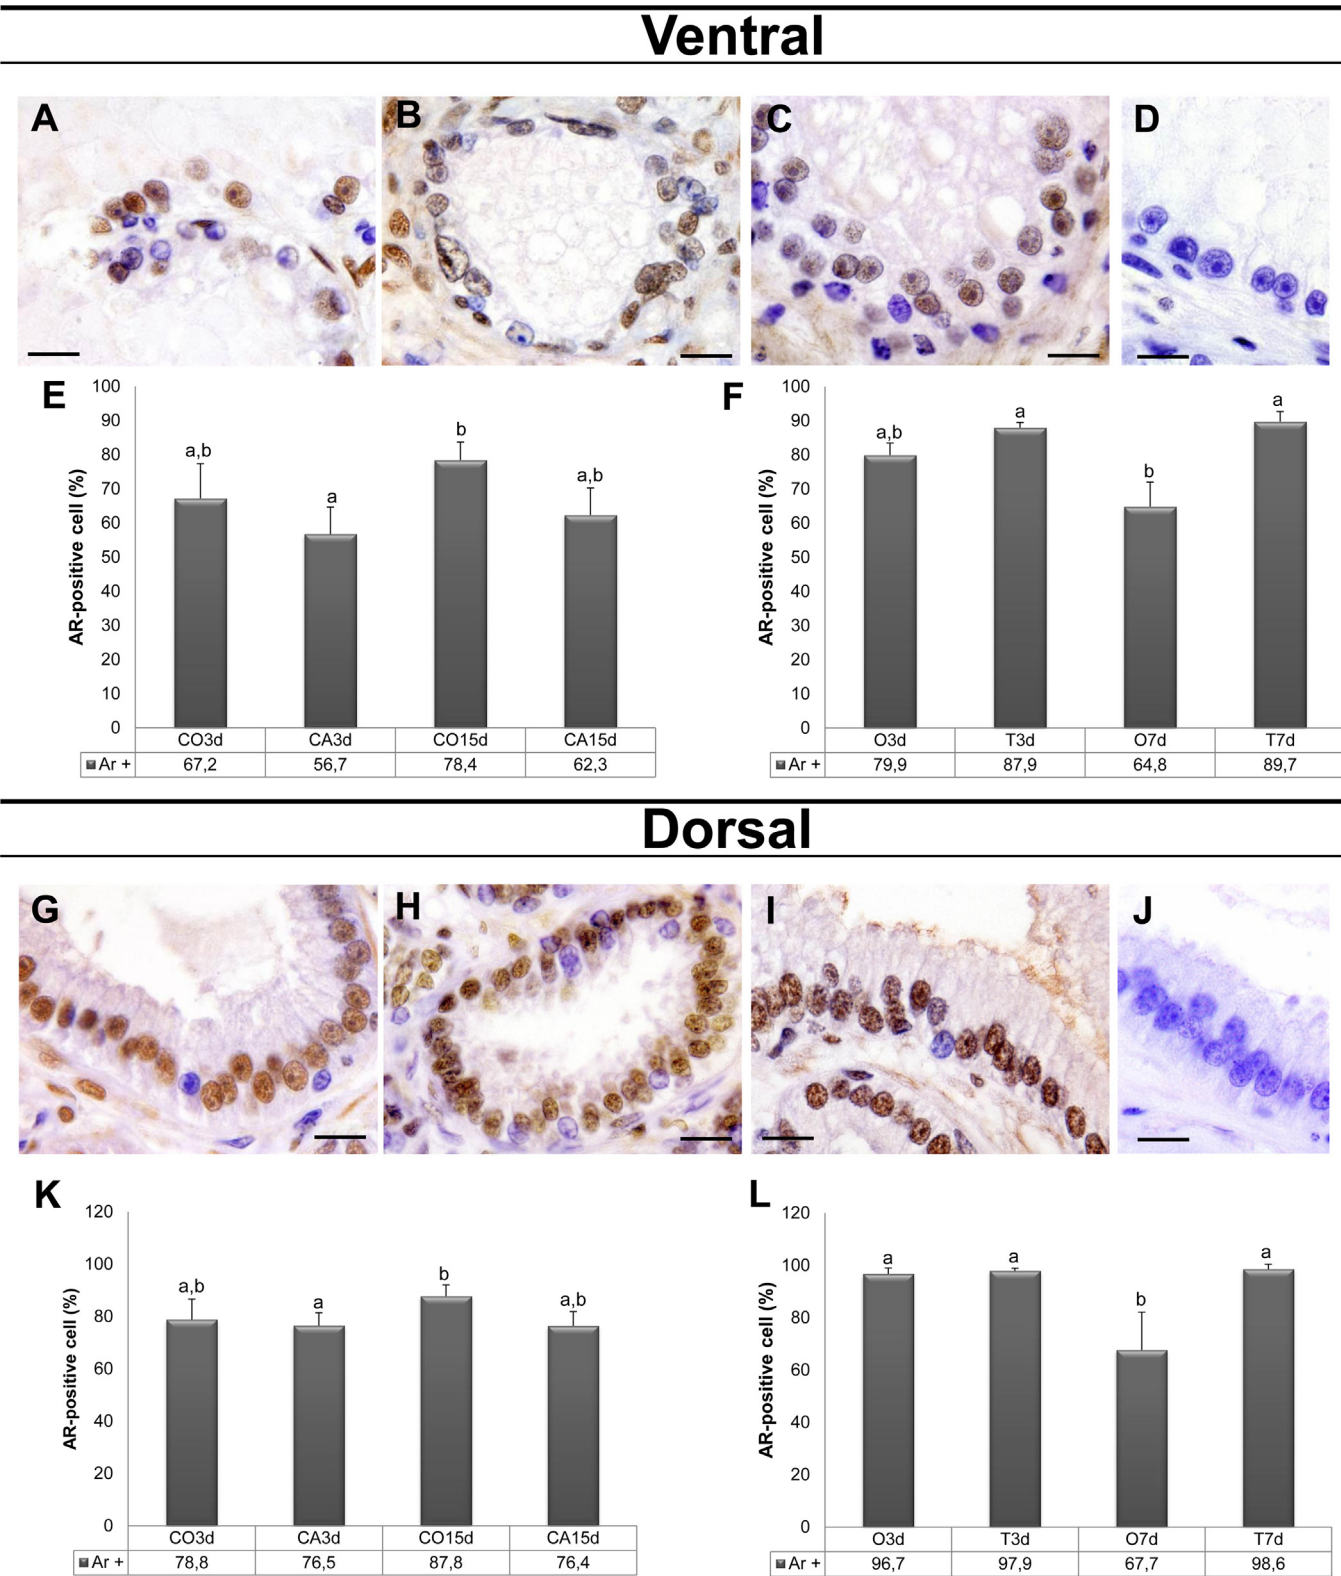 Ventral
A
B
C
D
E
100
90
80
70
60
50
40
30
20
10
0
AR-positive cell (%)
a,b
a
b
a,b
CO3d CA3d CO15d CA15d
Ar + 67,2 56,7 78,4 62,3
F
100
90
80
70
60
50
40
30
20
10
0
AR-positive cell (%)
a,b
a
b
a
O3d T3d O7d T7d
Ar + 79,9 87,9 64,8 89,7
Dorsal
G
H
I
J
K
120
100
80
60
40
20
0
AR-positive cell (%)
a,b
a
b
a,b
CO3d CA3d CO15d CA15d
Ar + 78,8 76,5 87,8 76,4
L
120
100
80
60
40
20
0
AR-positive cell (%)
a
a
b
a
O3d T3d O7d T7d
Ar + 96,7 97,9 67,7 98,6